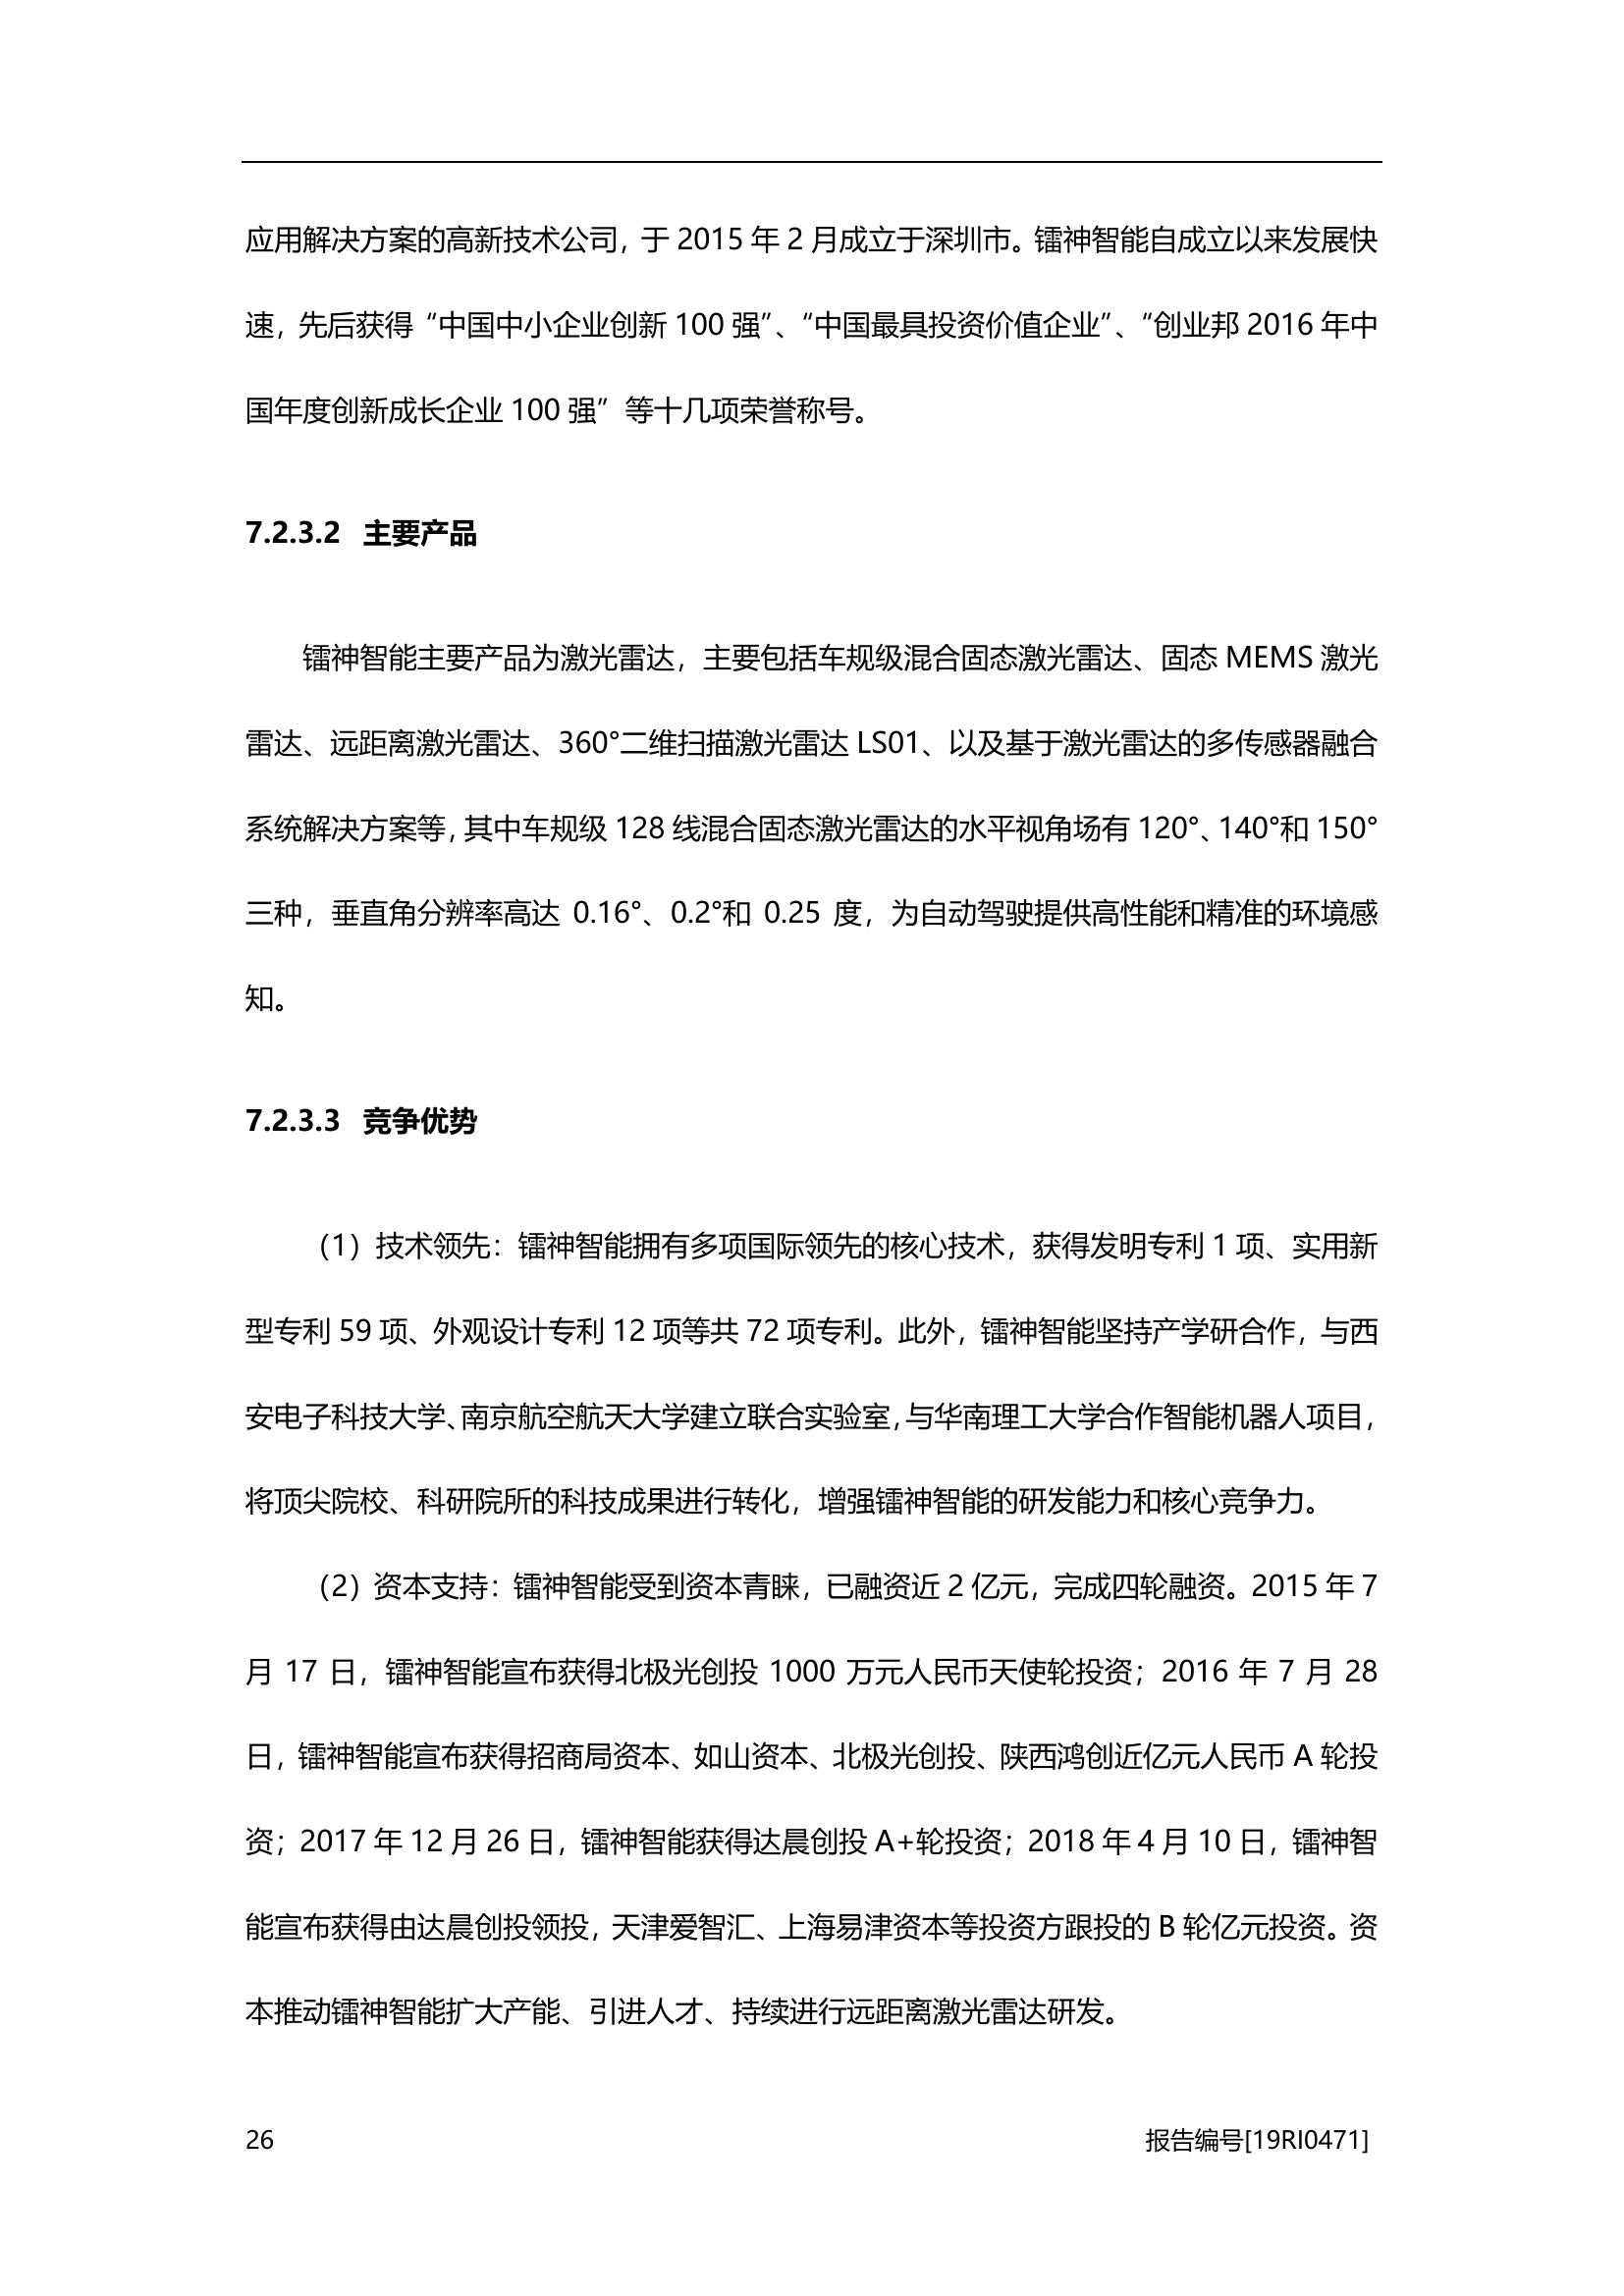 应用解决方案的高新技术公司，于 2015 年 2 月成立于深圳市。镭神智能自成立以来发展快
速，先后获得“中国中小企业创新 100 强”、“中国最具投资价值企业”、“创业邦 2016 年中
国年度创新成长企业 100 强”等十几项荣誉称号。
7.2.3.2 主要产品
镭神智能主要产品为激光雷达，主要包括车规级混合固态激光雷达、固态 MEMS 激光
雷达、远距离激光雷达、360°二维扫描激光雷达 LS01、以及基于激光雷达的多传感器融合
系统解决方案等，其中车规级 128 线混合固态激光雷达的水平视角场有 120°、140°和 150°
三种，垂直角分辨率高达 0.16°、0.2°和 0.25 度，为自动驾驶提供高性能和精准的环境感
知。
7.2.3.3 竞争优势
（1）技术领先：镭神智能拥有多项国际领先的核心技术，获得发明专利 1 项、实用新
型专利 59 项、外观设计专利 12 项等共 72 项专利。此外，镭神智能坚持产学研合作，与西
安电子科技大学、南京航空航天大学建立联合实验室，与华南理工大学合作智能机器人项目，
将顶尖院校、科研院所的科技成果进行转化，增强镭神智能的研发能力和核心竞争力。
（2）资本支持：镭神智能受到资本青睐，已融资近 2 亿元，完成四轮融资。2015 年 7
月 17 日，镭神智能宣布获得北极光创投 1000 万元人民币天使轮投资；2016 年 7 月 28
日，镭神智能宣布获得招商局资本、如山资本、北极光创投、陕西鸿创近亿元人民币 A 轮投
资；2017 年 12 月 26 日，镭神智能获得达晨创投 A+轮投资；2018 年 4 月 10 日，镭神智
能宣布获得由达晨创投领投，天津爱智汇、上海易津资本等投资方跟投的 B 轮亿元投资。资
本推动镭神智能扩大产能、引进人才、持续进行远距离激光雷达研发。
26 报告编号[19RI0471]